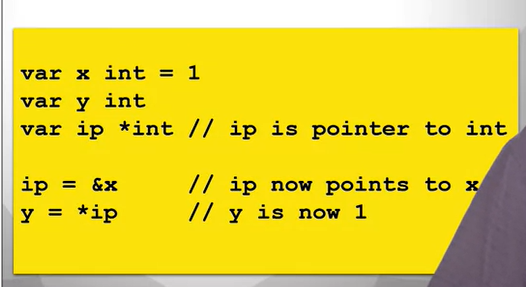 var x int = 1
var y int
var ip *int // ip is pointer to int
ip = &x // ip now points to x
y = *ip // y is now 1